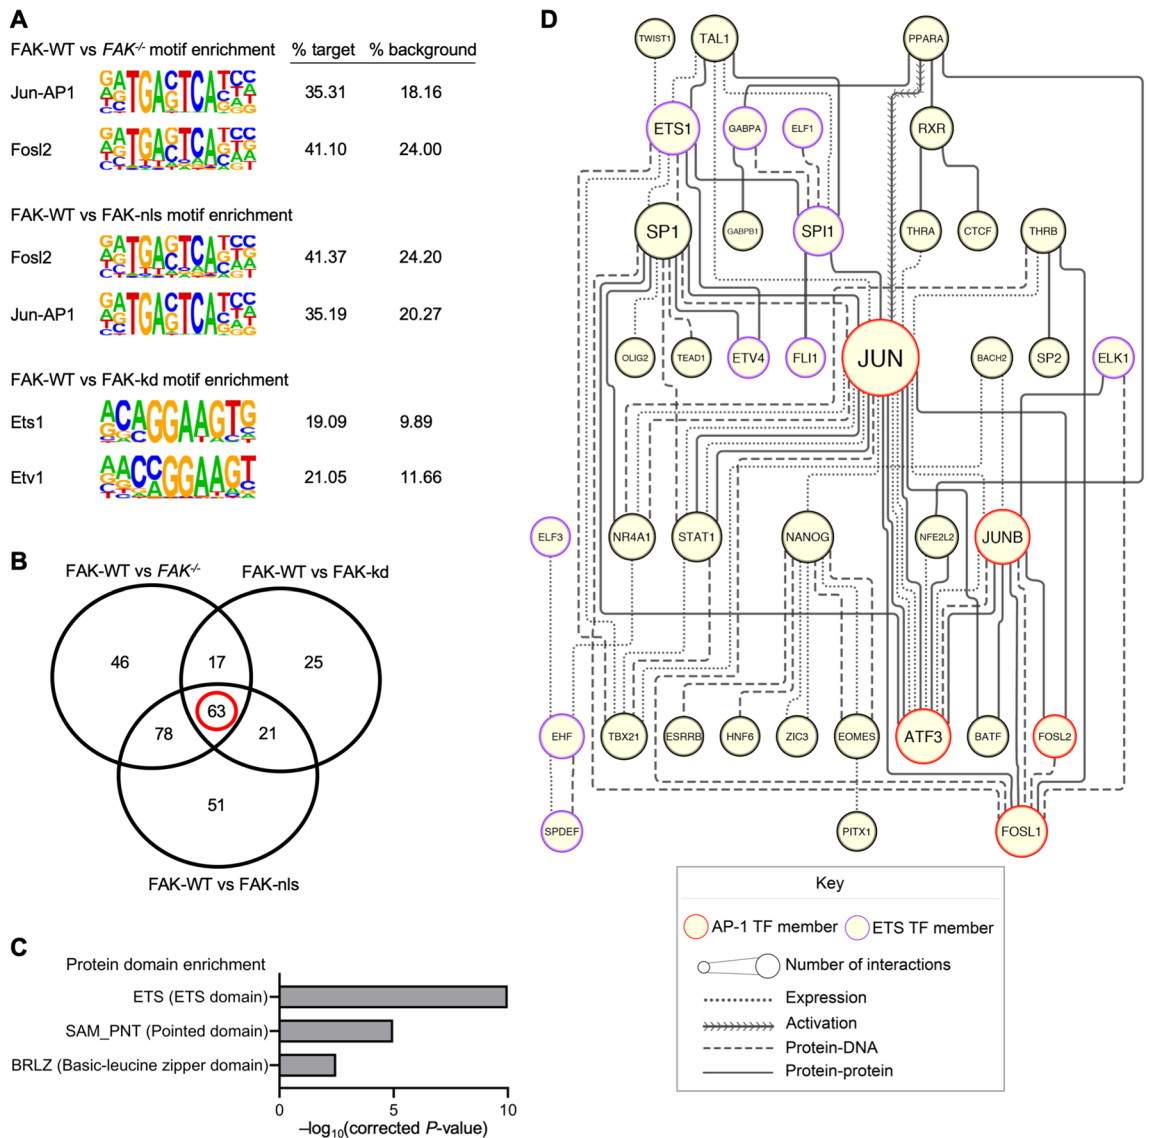 A
FAK-WT vs FAK-/- motif enrichment % target % background
Jun-AP1 35.31 18.16
Fosl2 41.10 24.00
FAK-WT vs FAK-nls motif enrichment
Fosl2 41.37 24.20
Jun-AP1 35.19 20.27
FAK-WT vs FAK-kd motif enrichment
Ets1 19.09 9.89
Etv1 21.05 11.66
B
FAK-WT vs FAK-/- FAK-WT vs FAK-kd
46 17 25
63
78 21
51
FAK-WT vs FAK-nls
C
Protein domain enrichment
ETS (ETS domain)
SAM_PNT (Pointed domain)
BRLZ (Basic-leucine zipper domain)
0 5 10
–log10(corrected P-value)
D
TWIST1 TAL1 PPARA
ETS1 GABPA ELF1 RXR
SP1 GABPB1 SPI1 THRA CTCF THRB
OLIG2 TEAD1 ETV4 FLI1 JUN BACH2 SP2 ELK1
ELF3 NR4A1 STAT1 NANOG NFE2L2 JUNB
EHF TBX21 ESRRB HNF6 ZIC3 EOMES ATF3 BATF FOSL2
SPDEF PITX1 FOSL1
Key
AP-1 TF member ETS TF member
Number of interactions
Expression
Activation
Protein-DNA
Protein-protein